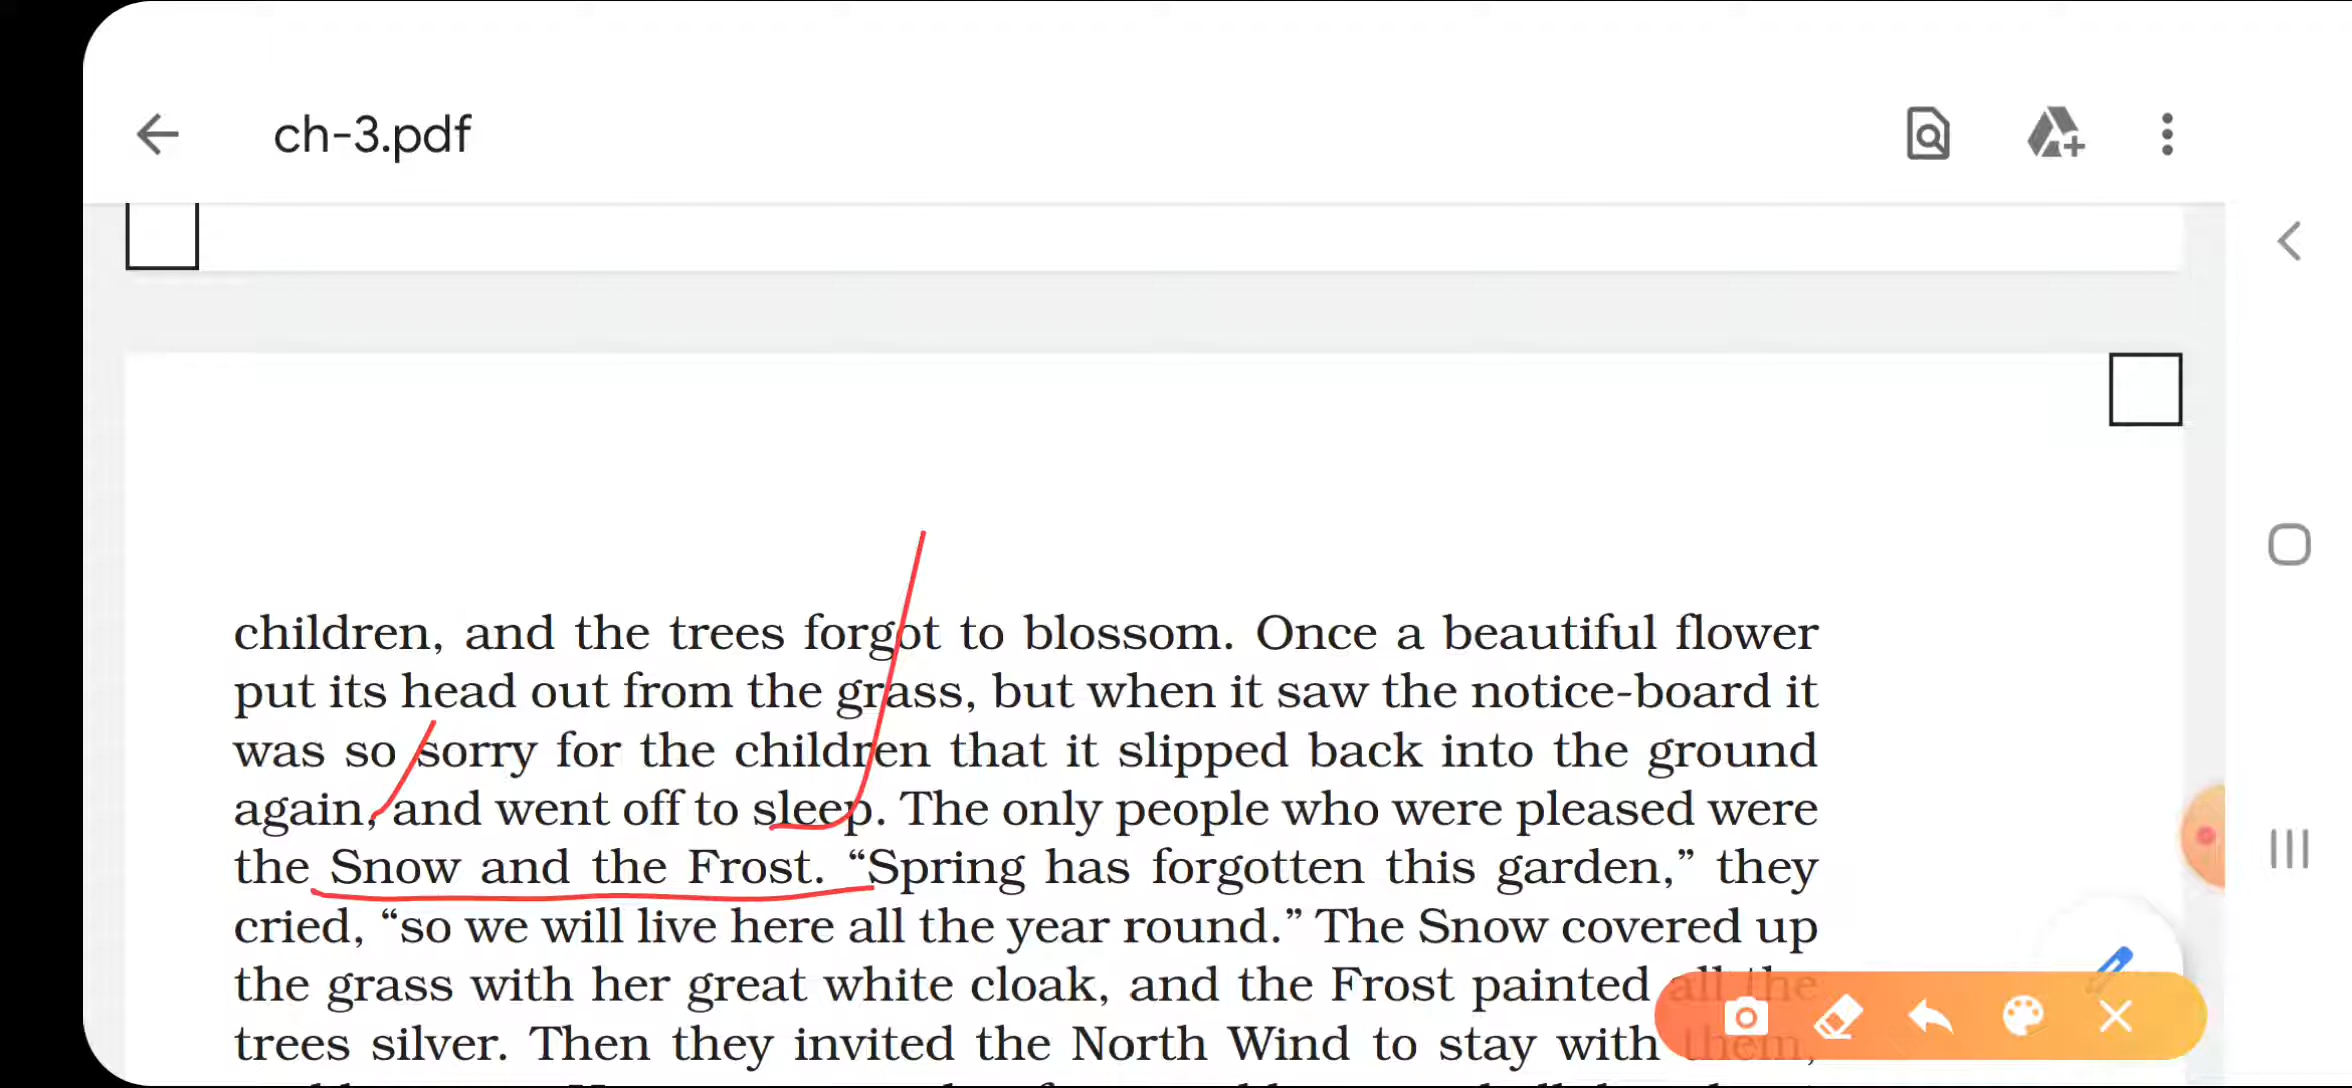 ch-3.pdf
children, and the trees forgot to blossom. Once a beautiful flower
put its head out from the grass, but when it saw the notice-board it
was so sorry for the children that it slipped back into the ground
again, and went off to sleep. The only people who were pleased were
the Snow and the Frost. “Spring has forgotten this garden,” they
cried, “so we will live here all the year round.” The Snow covered up
the grass with her great white cloak, and the Frost painted all the
trees silver. Then they invited the North Wind to stay with them,